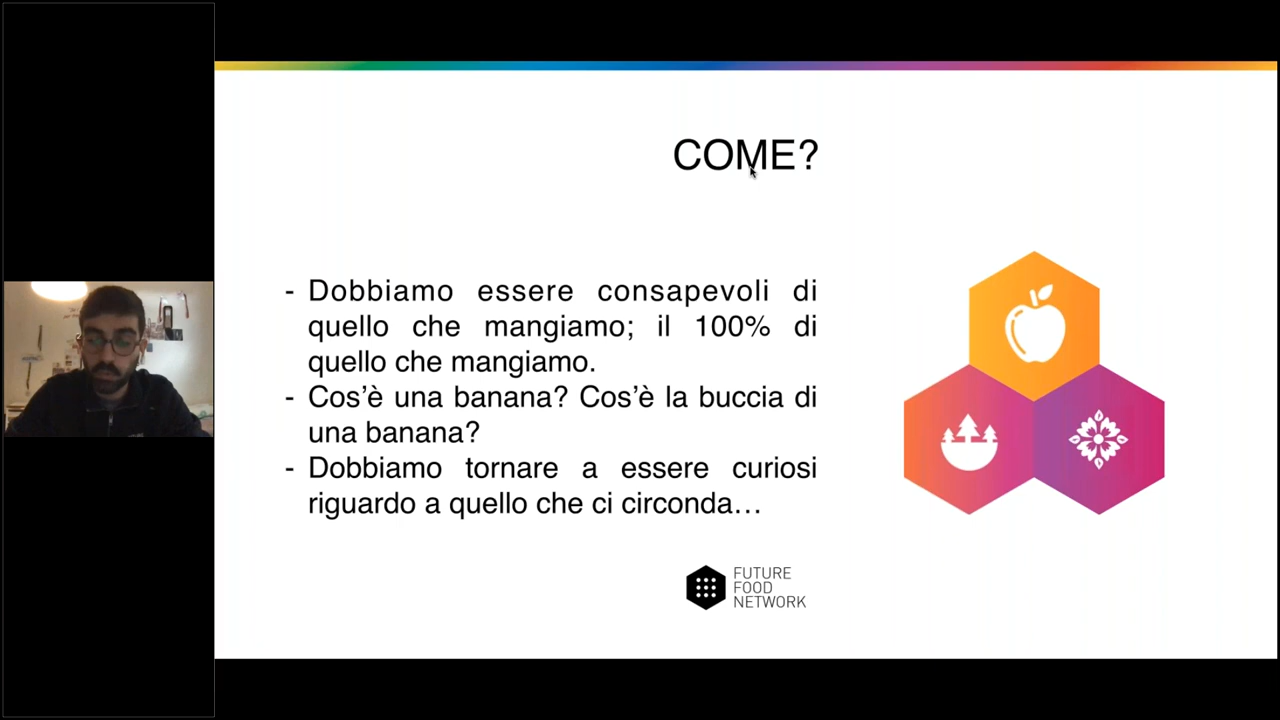 COME?
- Dobbiamo essere consapevoli di
quello che mangiamo; il 100% di
quello che mangiamo.
- Cos’è una banana? Cos’è la buccia di
una banana?
- Dobbiamo tornare a essere curiosi
riguardo a quello che ci circonda…
FUTURE
FOOD
NETWORK